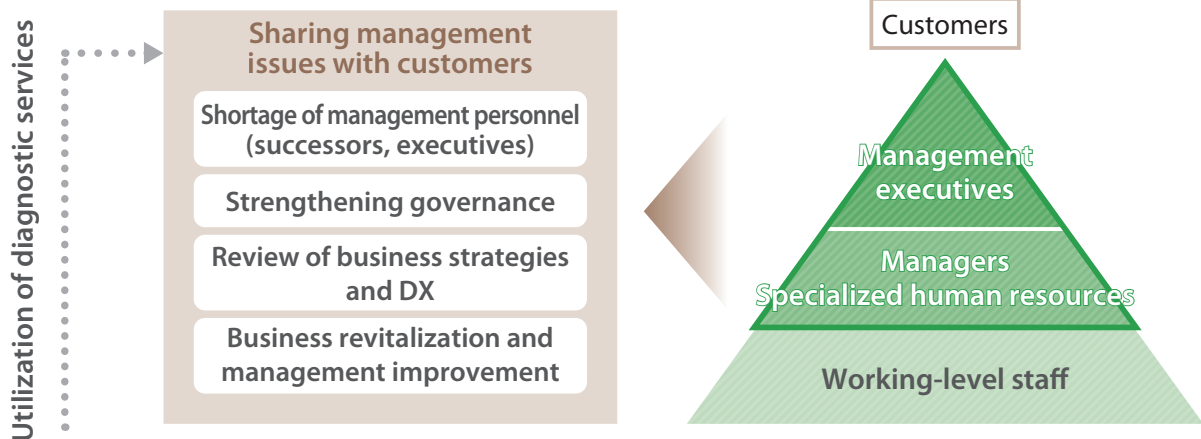 Utilization of diagnostic services
Sharing management
issues with customers
Shortage of management personnel
(successors, executives)
Strengthening governance
Review of business strategies
and DX
Business revitalization and
management improvement
Customers
Management
executives
Managers
Specialized human resources
Working-level staff